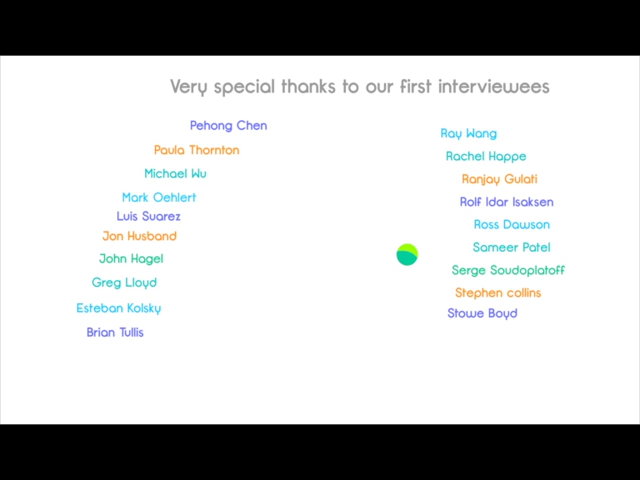 Very special thanks to our first interviewees
Pehong Chen
Paula Thornton
Michael Wu
Mark Oehlert
Luis Suarez
Jon Husband
John Hagel
Greg Lloyd
Esteban Kolsky
Brian Tullis
Ray Wang
Rachel Happe
Ranjay Gulati
Rolf Idar Isaksen
Ross Dawson
Sameer Patel
Serge Soudoplatoff
Stephen collins
Stowe Boyd